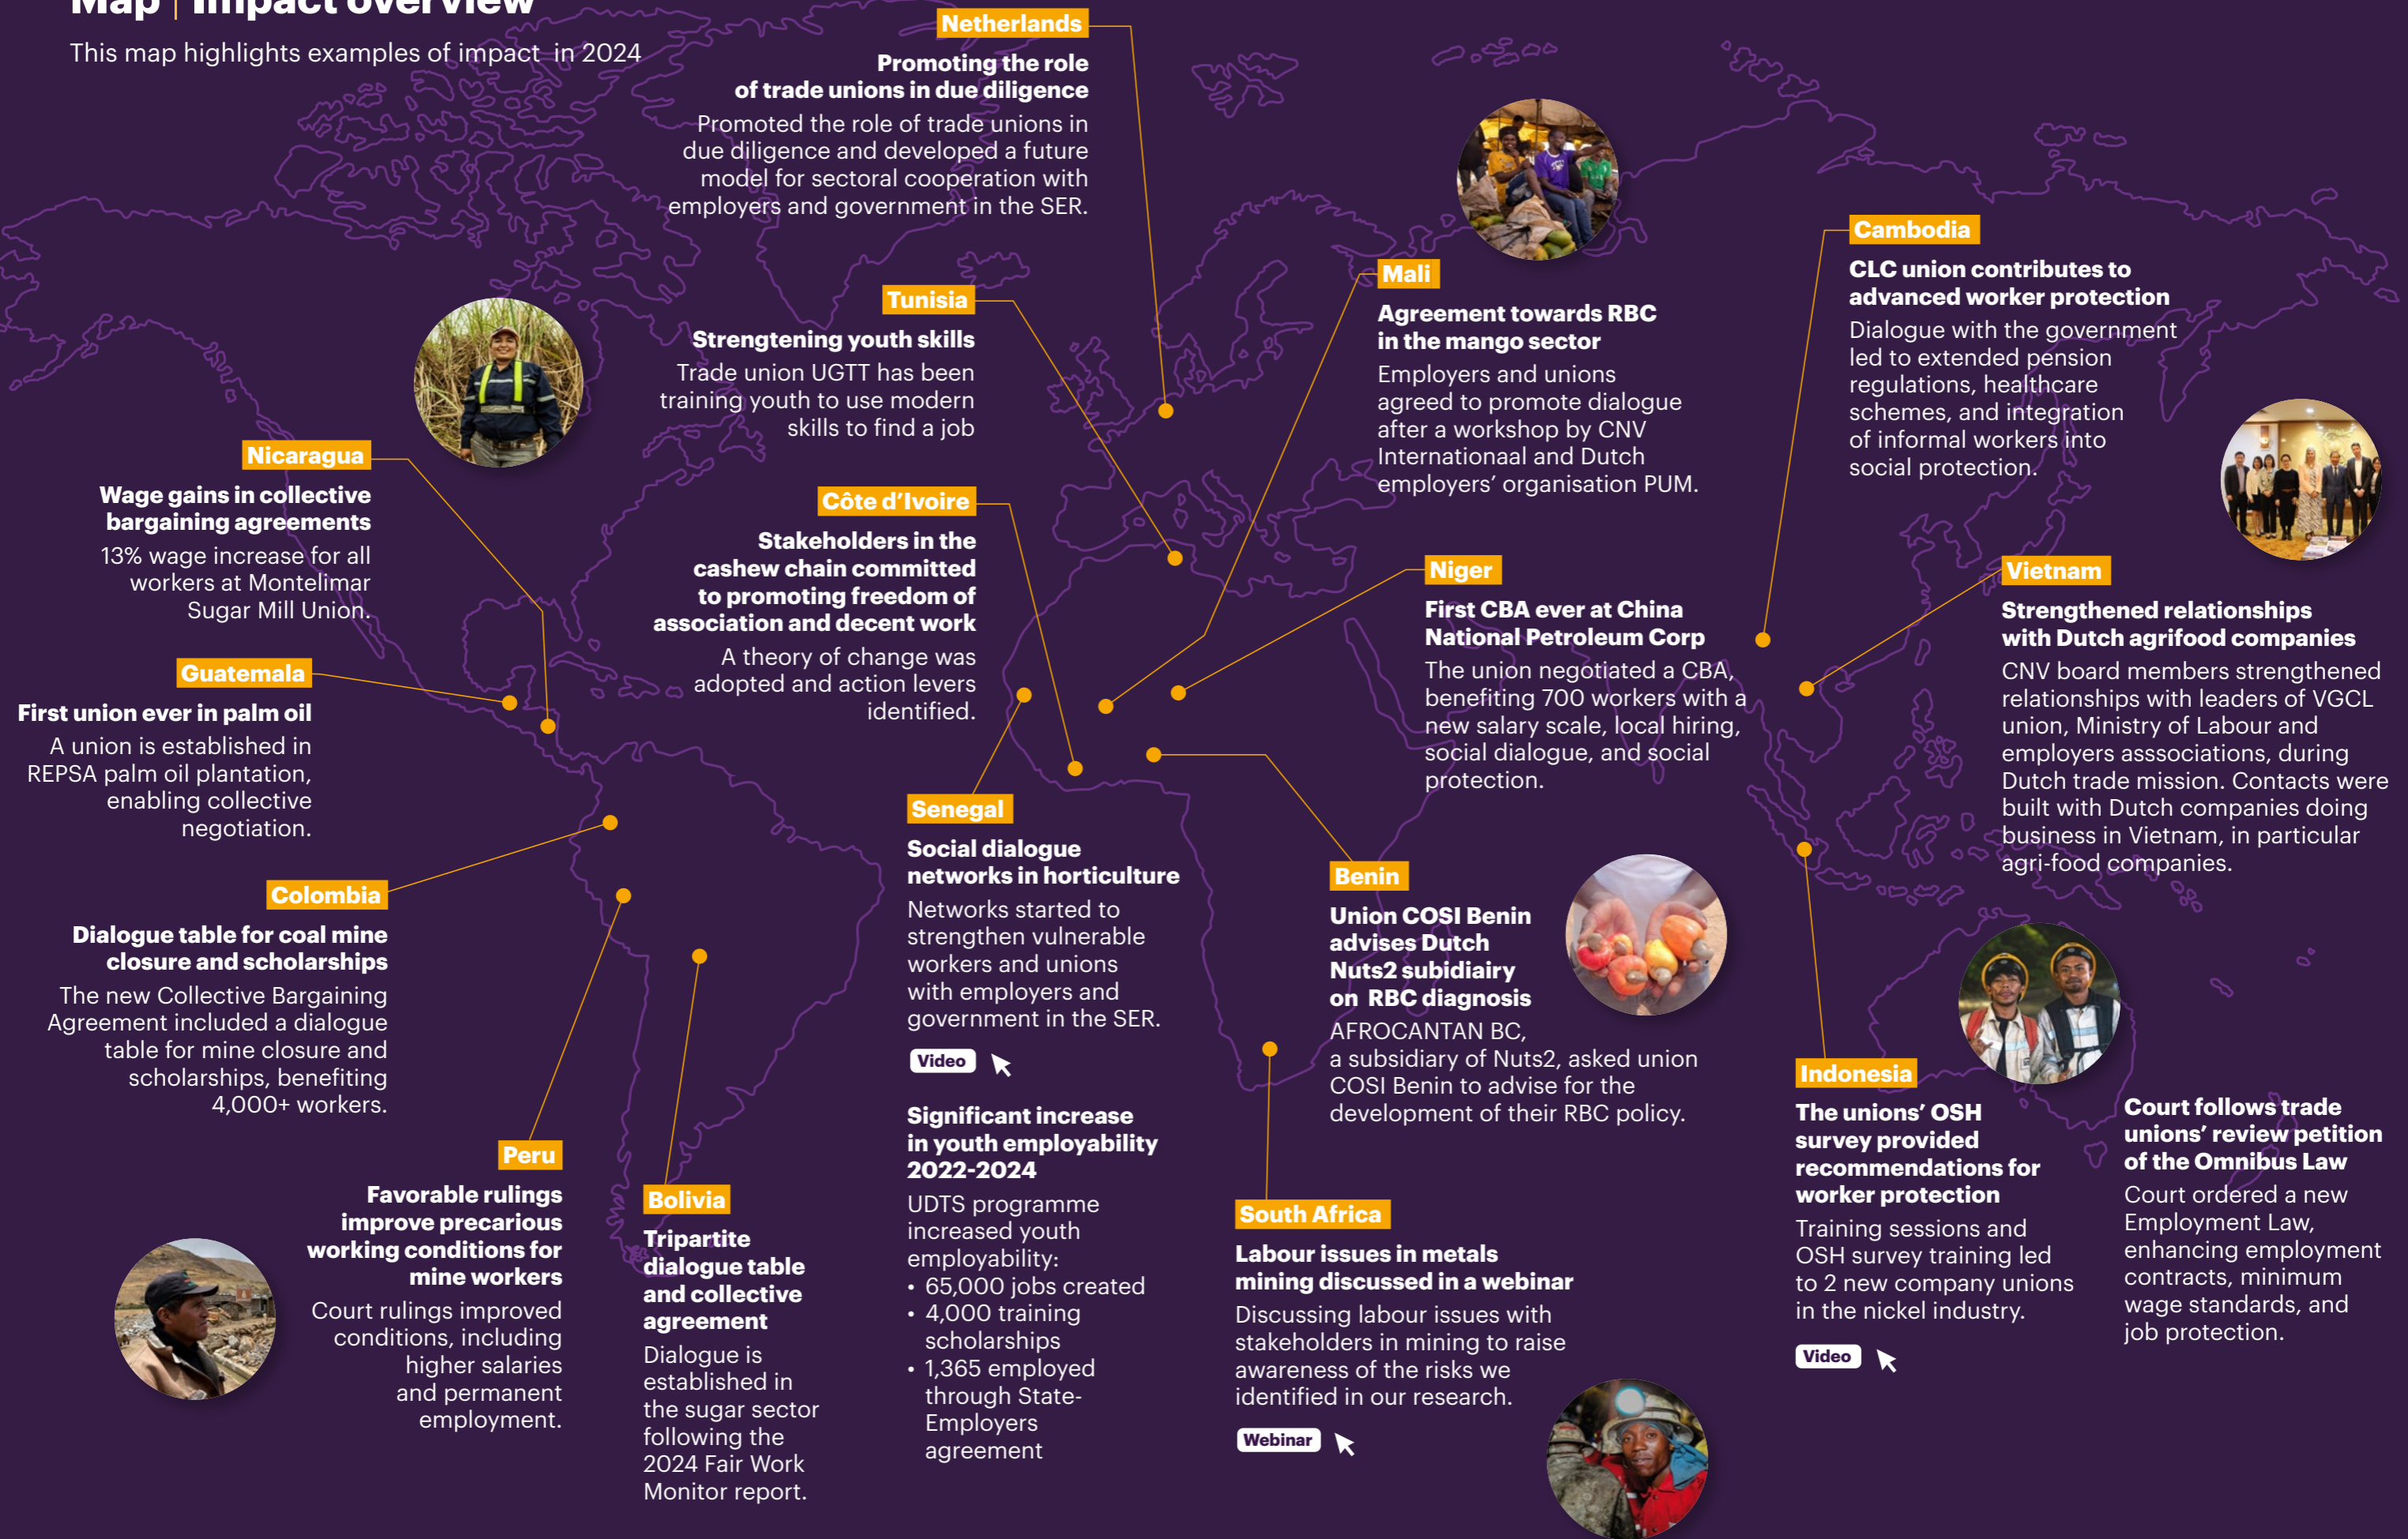 Map | Impact overview
This map highlights examples of impact in 2024
Netherlands
Promoting the role
of trade unions in due diligence
Promoted the role of trade unions in
due diligence and developed a future
model for sectoral cooperation with
employers and government in the SER.
Tunisia
Strengtening youth skills
Trade union UGTT has been
training youth to use modern
skills to find a job
Mali
Agreement towards RBC
in the mango sector
Employers and unions
agreed to promote dialogue
after a workshop by CNV
Internationaal and Dutch
employers' organisation PUM.
Cambodia
CLC union contributes to
advanced worker protection
Dialogue with the government
led to extended pension
regulations, healthcare
schemes, and integration
of informal workers into
social protection.
Nicaragua
Wage gains in collective
bargaining agreements
13% wage increase for all
workers at Montelimar
Sugar Mill Union.
Côte d'Ivoire
Stakeholders in the
cashew chain committed
to promoting freedom of
association and decent work
A theory of change was
adopted and action levers
identified.
Niger
First CBA ever at China
National Petroleum Corp
The union negotiated a CBA,
benefiting 700 workers with a
new salary scale, local hiring,
social dialogue, and social
protection.
Vietnam
Strengthened relationships
with Dutch agrifood companies
CNV board members strengthened
relationships with leaders of VGCL
union, Ministry of Labour and
employers asssociations, during
Dutch trade mission. Contacts were
built with Dutch companies doing
business in Vietnam, in particular
agri-food companies.
Guatemala
First union ever in palm oil
A union is established in
REPSA palm oil plantation,
enabling collective
negotiation.
Colombia
Dialogue table for coal mine
closure and scholarships
The new Collective Bargaining
Agreement included a dialogue
table for mine closure and
scholarships, benefiting
4,000+ workers.
Senegal
Social dialogue
networks in horticulture
Networks started to
strengthen vulnerable
workers and unions
with employers and
government in the SER.
Video
Significant increase
in youth employability
2022-2024
UDTS programme
increased youth
employability:
• 65,000 jobs created
• 4,000 training
scholarships
• 1,365 employed
through State-
Employers
agreement
Benin
Union COSI Benin
advises Dutch
Nuts2 subidiairy
on RBC diagnosis
AFROCANTAN BC,
a subsidiary of Nuts2, asked union
COSI Benin to advise for the
development of their RBC policy.
Peru
Favorable rulings
improve precarious
working conditions for
mine workers
Court rulings improved
conditions, including
higher salaries
and permanent
employment.
Bolivia
Tripartite
dialogue table
and collective
agreement
Dialogue is
established in
the sugar sector
following the
2024 Fair Work
Monitor report.
South Africa
Labour issues in metals
mining discussed in a webinar
Discussing labour issues with
stakeholders in mining to raise
awareness of the risks we
identified in our research.
Webinar
Indonesia
The unions' OSH
survey provided
recommendations for
worker protection
Training sessions and
OSH survey training led
to 2 new company unions
in the nickel industry.
Video
Court follows trade
unions' review petition
of the Omnibus Law
Court ordered a new
Employment Law,
enhancing employment
contracts, minimum
wage standards, and
job protection.